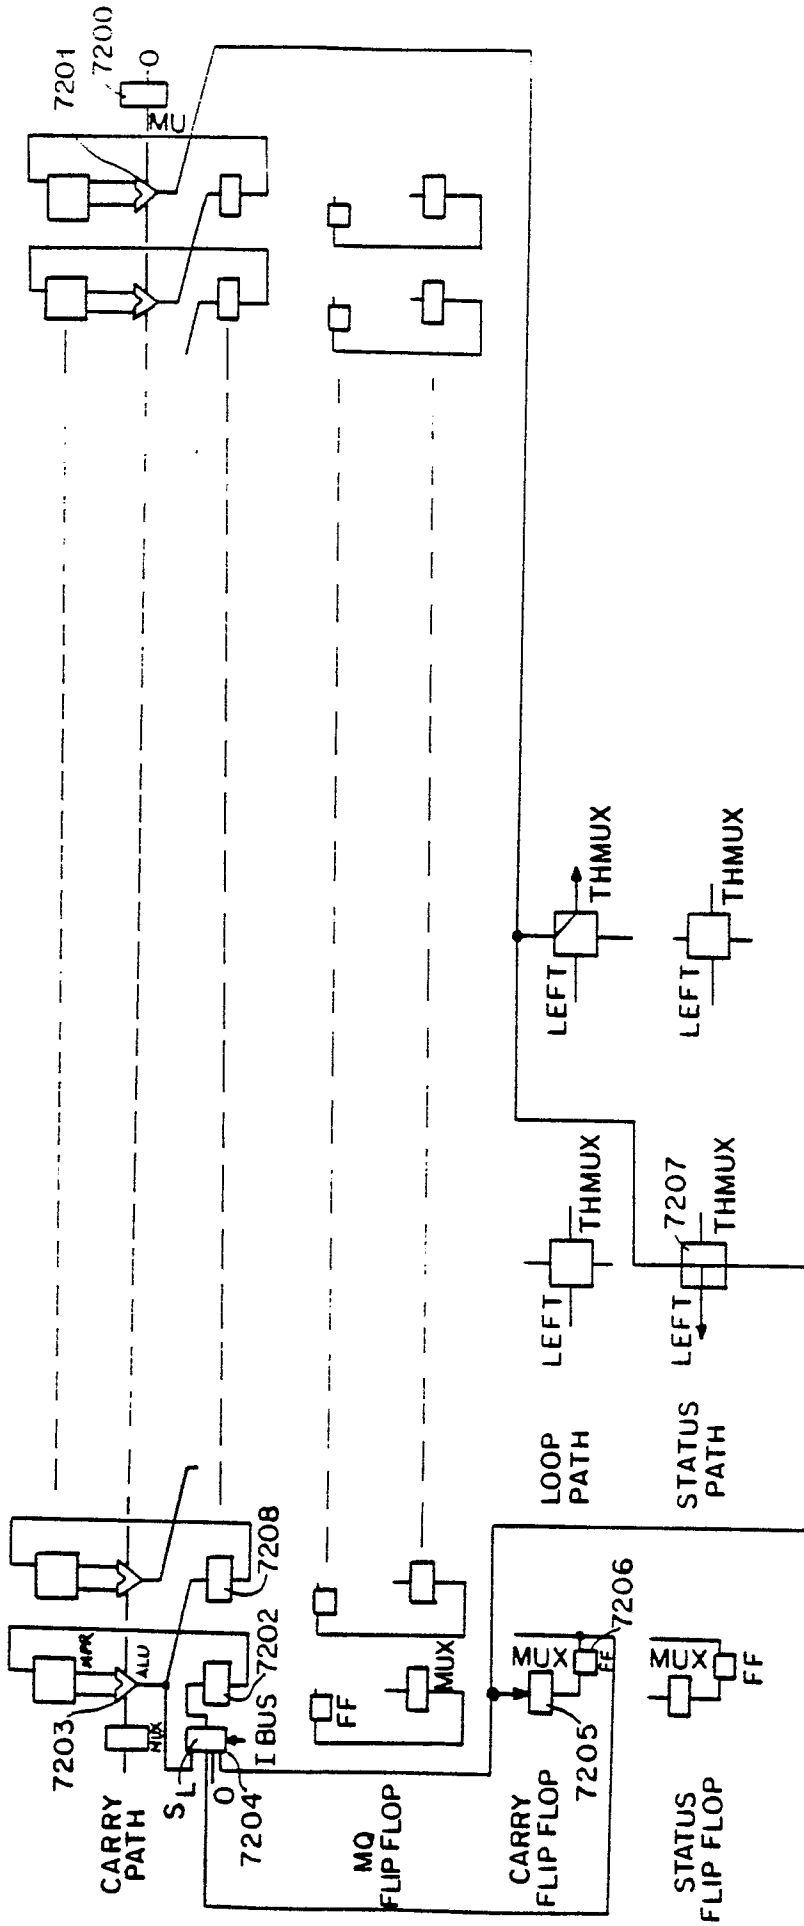 7201
7200
0
MU
CARRY
PATH
7203
MPR
ALU
MUX
SL
0
7204
I BUS
7202
7208
MQ
FLIP FLOP
FF
MUX
CARRY
FLIP FLOP
MUX
7205
FF
7206
STATUS
FLIP FLOP
MUX
FF
LOOP
PATH
LEFT
THMUX
LEFT
THMUX
STATUS
PATH
LEFT
7207
THMUX
LEFT
THMUX